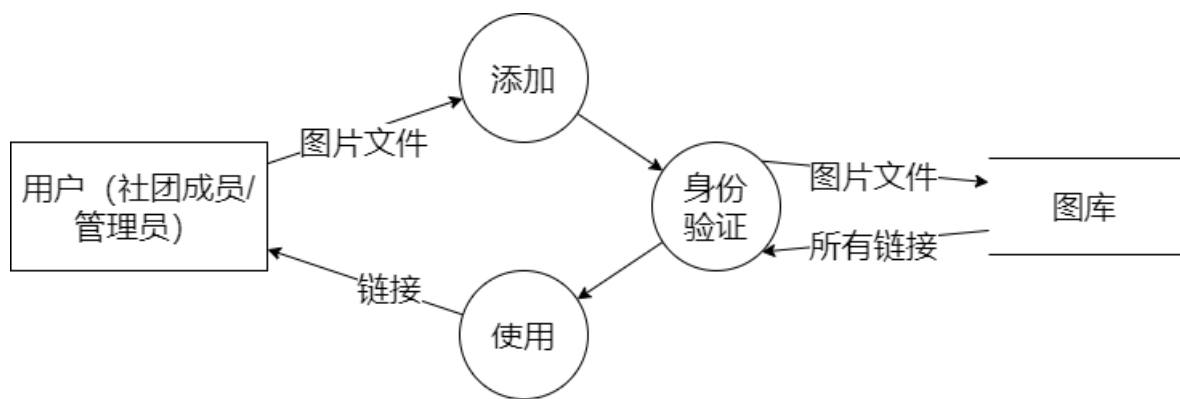 添加
图片文件
用户（社团成员/
管理员）
身份
验证
图片文件
图库
所有链接
链接
使用